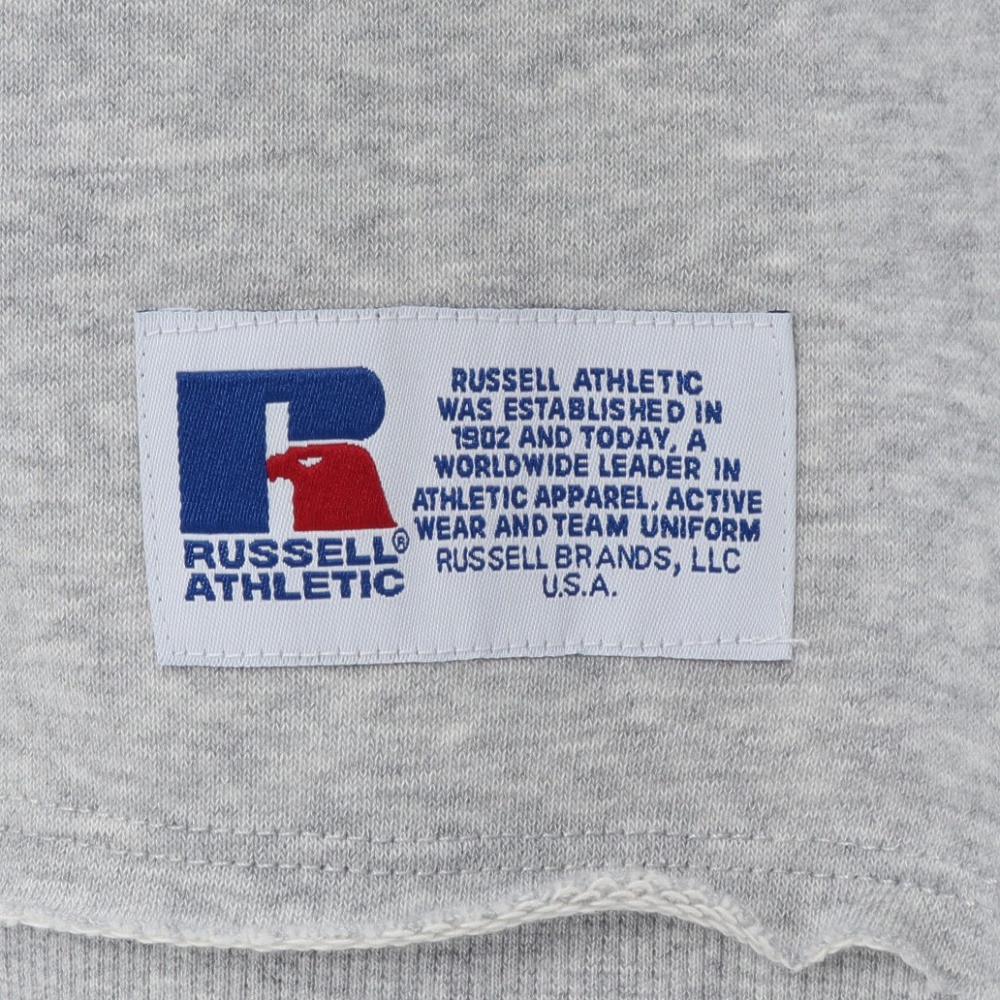 RUSSELL®
ATHLETIC
RUSSELL ATHLETIC
WAS ESTABLISHED IN
1902 AND TODAY, A
WORLDWIDE LEADER IN
ATHLETIC APPAREL, ACTIVE
WEAR AND TEAM UNIFORM
RUSSELL BRANDS, LLC
U.S.A.